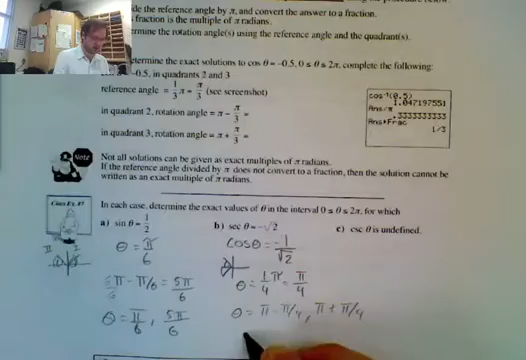 ide the reference angle by π, and convert the answer to a fraction.
fraction is the multiple of π radians.
rmine the rotation angle(s) using the reference angle and the quadrant(s).
etermine the exact solutions to cos θ = -0.5, 0 ≤ θ ≤ 2π, complete the following:
-0.5, in quadrants 2 and 3
reference angle = 1/3 π = π/3 (see screenshot)
in quadrant 2, rotation angle = π - π/3 =
in quadrant 3, rotation angle = π + π/3 =
cos⁻¹(0.5)
1.047197551
Ans/π
.3333333333
Ans▸Frac
1/3
Note
Not all solutions can be given as exact multiples of π radians.
If the reference angle divided by π does not convert to a fraction, then the solution cannot be
written as an exact multiple of π radians.
Class Ex. #7
In each case, determine the exact values of θ in the interval 0 ≤ θ ≤ 2π, for which
a) sin θ = 1/2
b) sec θ = -√2
c) csc θ is undefined.
θ = π/6
6π/6 - π/6 = 5π/6
θ = π/6, 5π/6
cos θ = -1/√2
θ = 1/4 π = π/4
θ = π - π/4, π + π/4